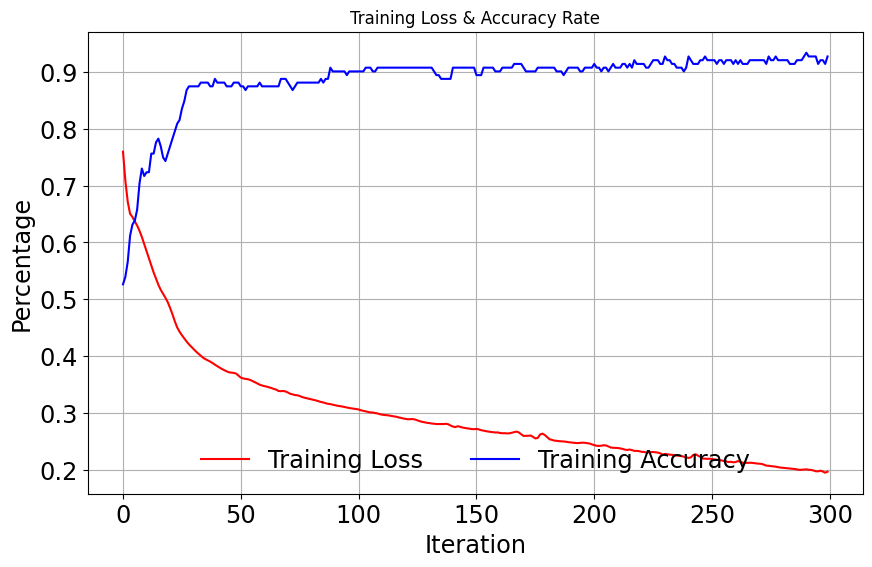 Training Loss & Accuracy Rate
Percentage
0.9
0.8
0.7
0.6
0.5
0.4
0.3
0.2
Training Loss
Training Accuracy
0 50 100 150 200 250 300
Iteration